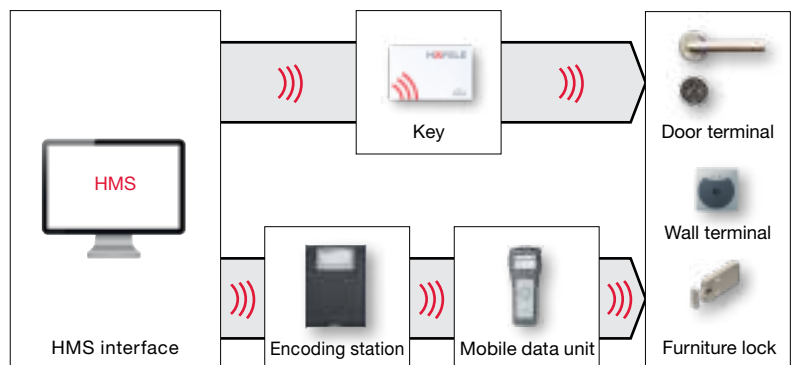 HÄFELE
Key
Door terminal
HMS
Wall terminal
HMS interface
Encoding station
Mobile data unit
Furniture lock